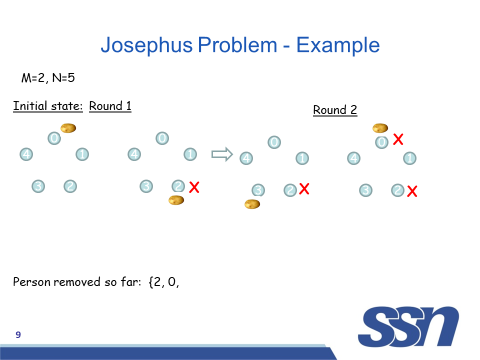 Josephus Problem - Example
M=2, N=5
Initial state: Round 1
Round 2
0 0 0 0
4 1 4 1 4 1 4 1
3 2 3 2 X 3 2 X 3 2 X
X
Person removed so far: {2, 0,
9
ssn